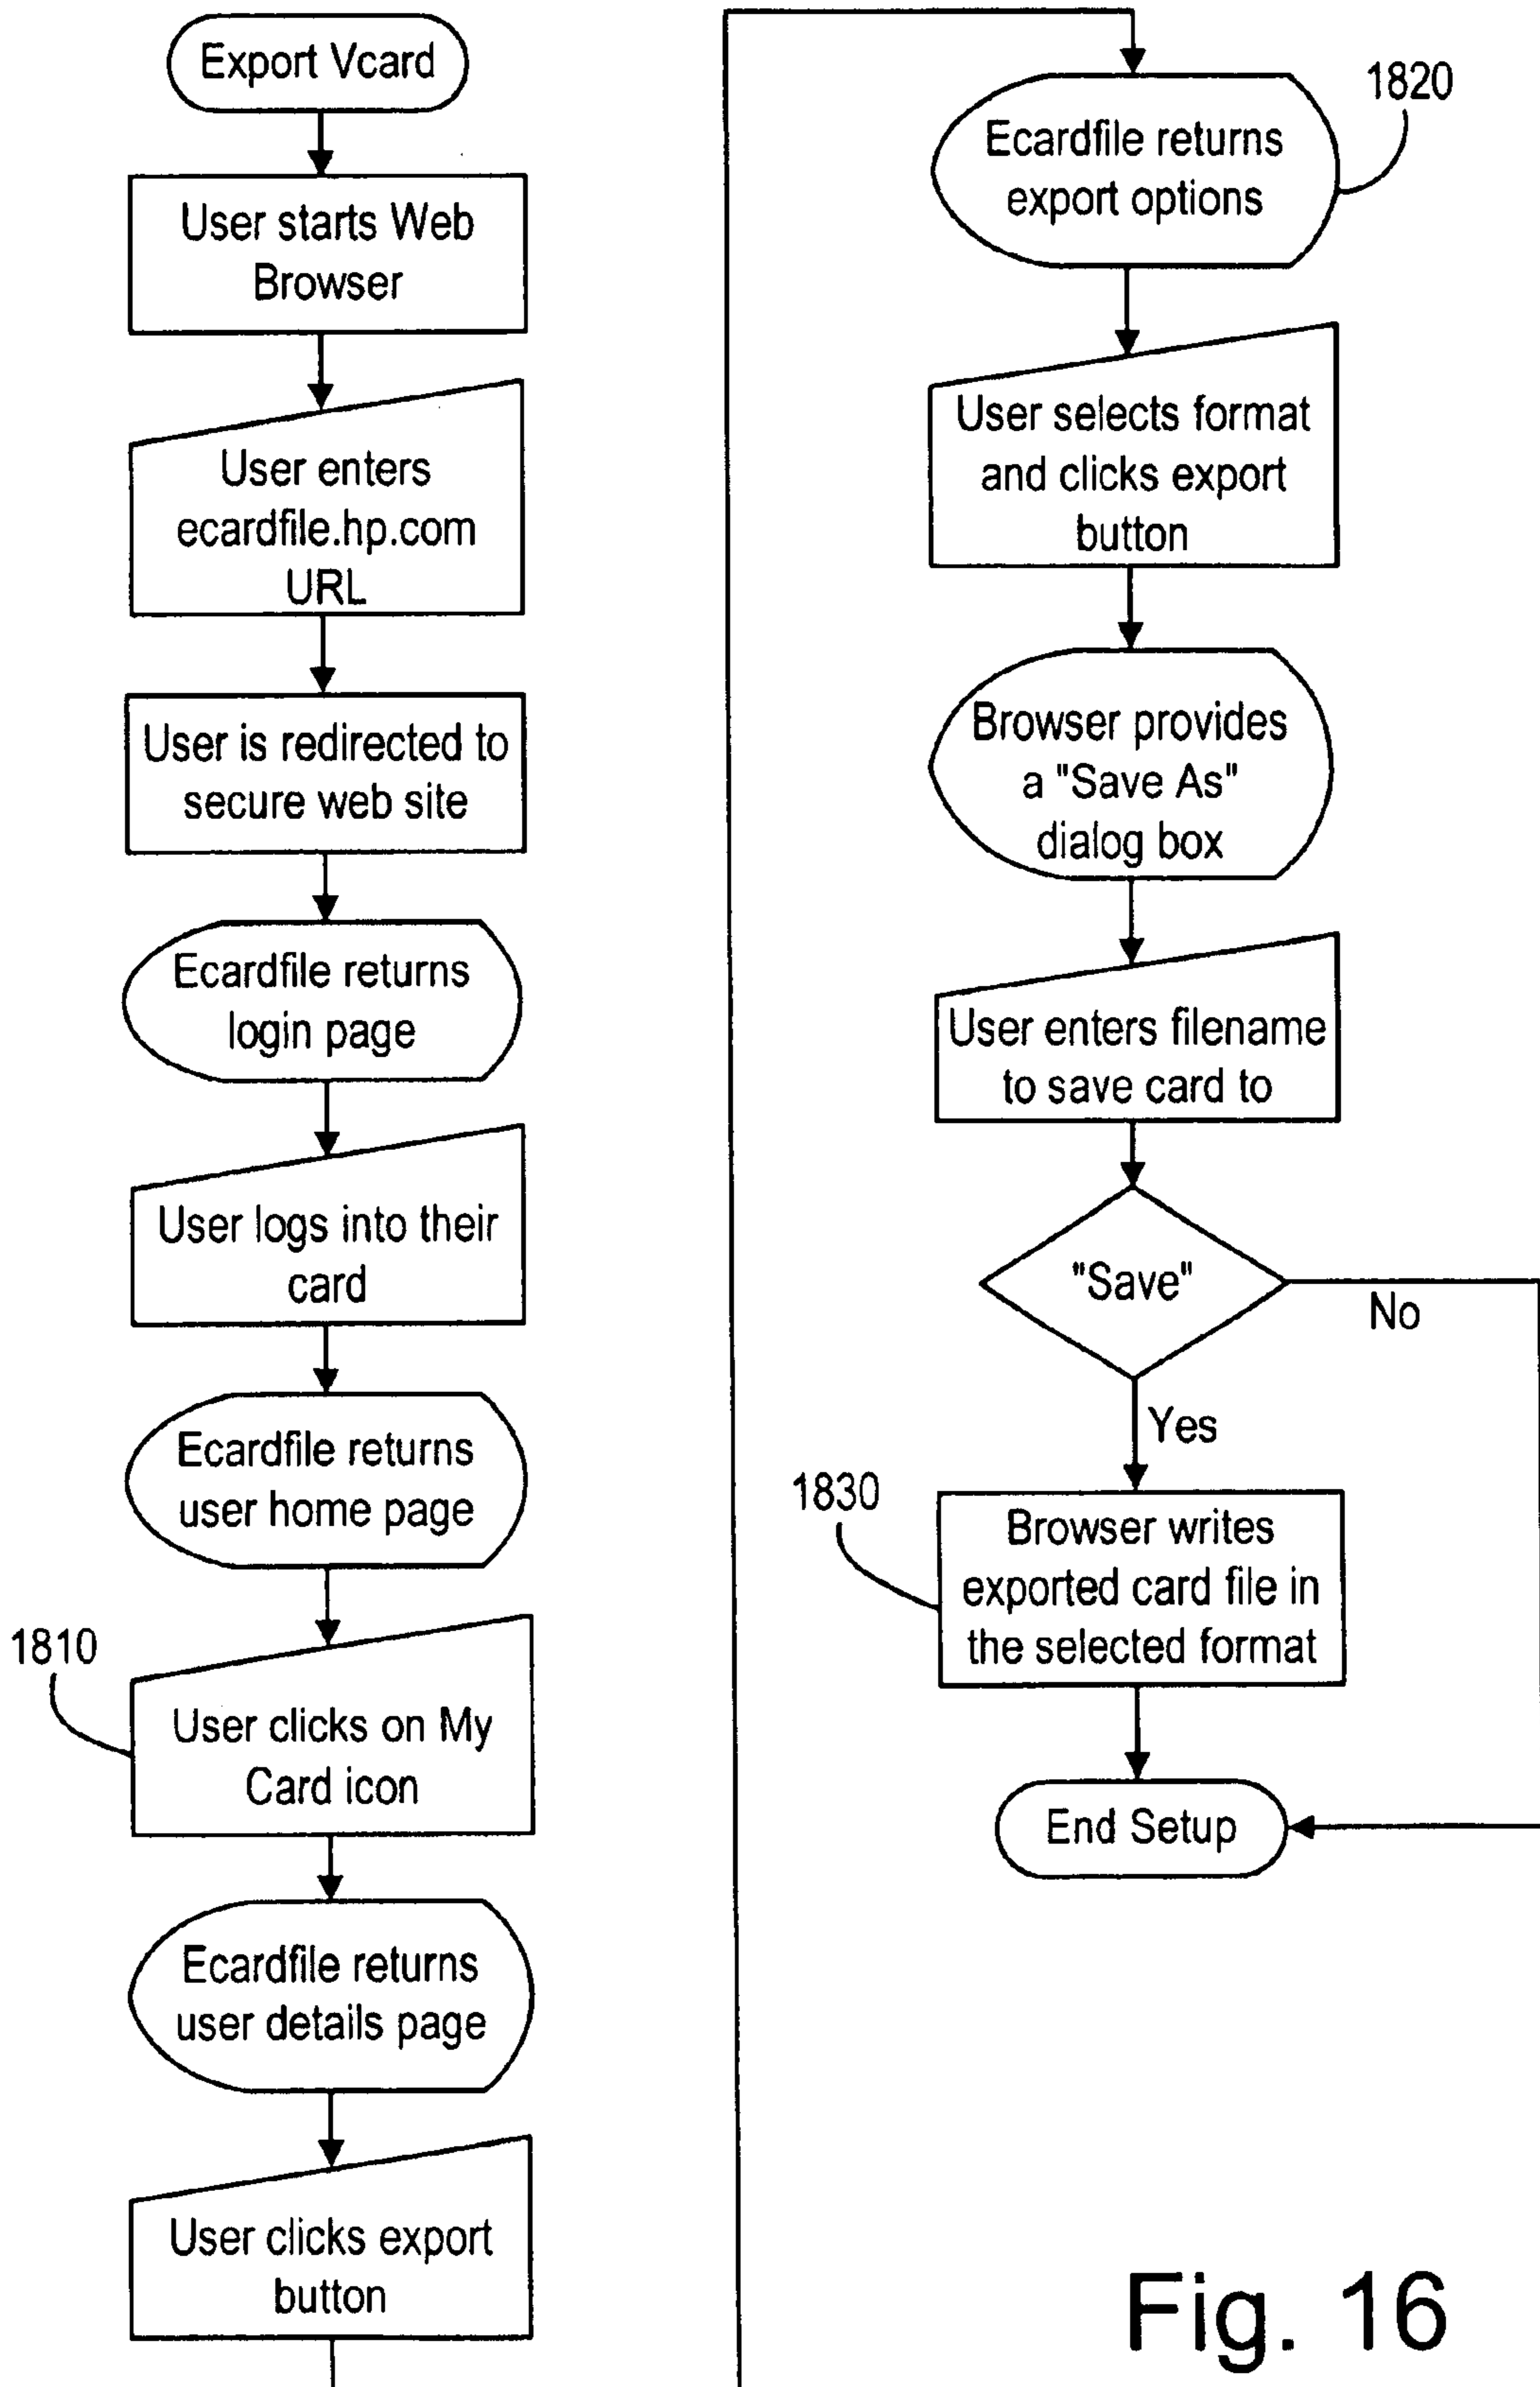 Export Vcard
User starts Web
Browser
User enters
ecardfile.hp.com
URL
User is redirected to
secure web site
Ecardfile returns
login page
User logs into their
card
Ecardfile returns
user home page
1810
User clicks on My
Card icon
Ecardfile returns
user details page
User clicks export
button
1820
Ecardfile returns
export options
User selects format
and clicks export
button
Browser provides
a "Save As"
dialog box
User enters filename
to save card to
"Save"
No
Yes
1830
Browser writes
exported card file in
the selected format
End Setup
Fig. 16